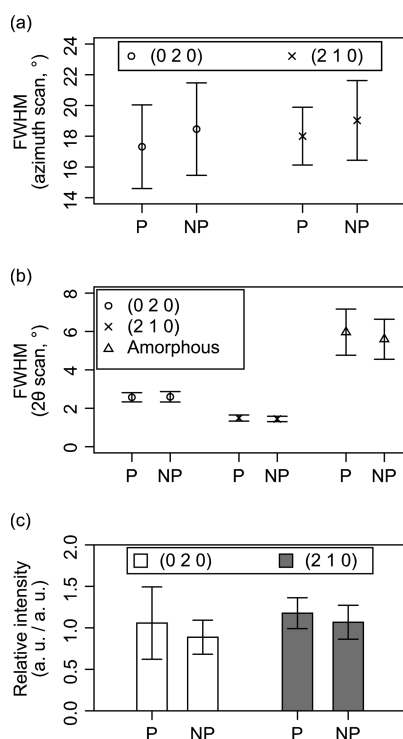 (a)
FWHM
(azimuth scan, °)
24
22
20
18
16
14
(0 2 0)
(2 1 0)
P
NP
P
NP
(b)
FWHM
(2θ scan, °)
8
6
4
2
0
(0 2 0)
(2 1 0)
Amorphous
P
NP
P
NP
P
NP
(c)
Relative intensity
(a. u. / a. u.)
2.0
1.5
1.0
0.5
0.0
(0 2 0)
(2 1 0)
P
NP
P
NP